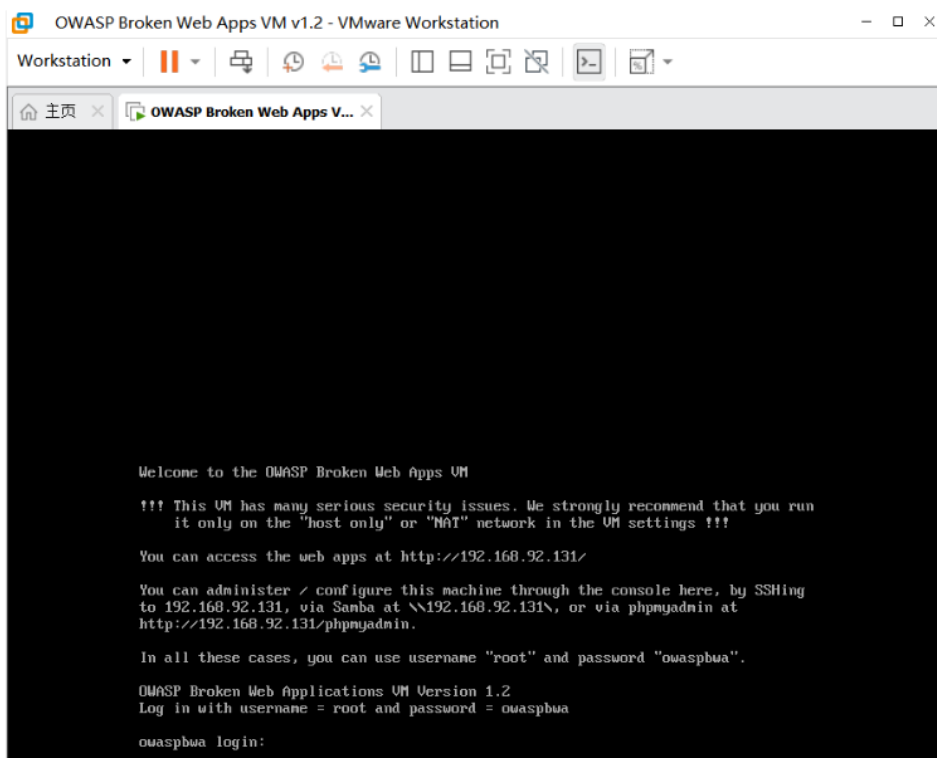 OWASP Broken Web Apps VM v1.2 - VMware Workstation
Workstation
主页
OWASP Broken Web Apps V...
Welcome to the OWASP Broken Web Apps VM
!!! This VM has many serious security issues. We strongly recommend that you run
it only on the "host only" or "NAT" network in the VM settings !!!
You can access the web apps at http://192.168.92.131/
You can administer / configure this machine through the console here, by SSHing
to 192.168.92.131, via Samba at \\192.168.92.131\, or via phpmyadmin at
http://192.168.92.131/phpmyadmin.
In all these cases, you can use username "root" and password "owaspbwa".
OWASP Broken Web Applications VM Version 1.2
Log in with username = root and password = owaspbwa
owaspbwa login: